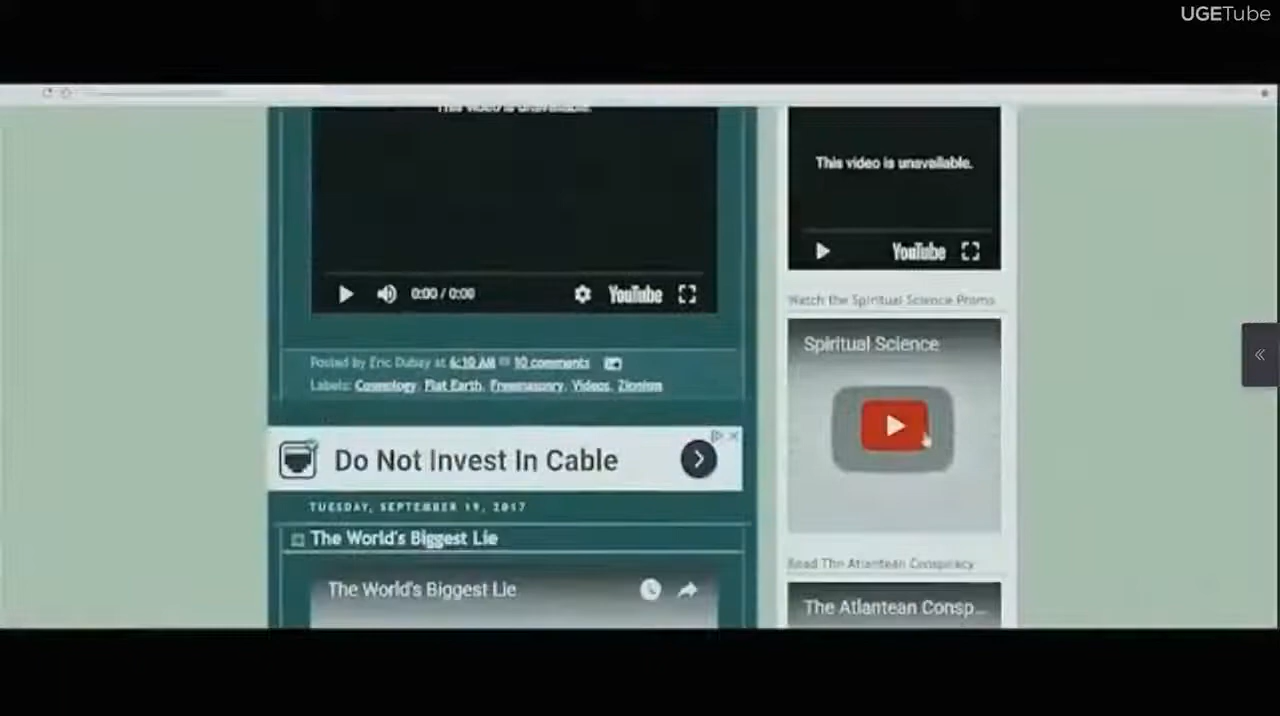 UGETube
This video is unavailable.
This video is unavailable.
YouTube
0:00 / 0:00
YouTube
Watch the Spiritual Science Promo
Spiritual Science
Posted by Eric Dubay at 6:10 AM 10 comments
Labels: Cosmology, Flat Earth, Freemasonry, Videos, Zionism
Do Not Invest In Cable
TUESDAY, SEPTEMBER 19, 2017
The World's Biggest Lie
Read The Atlantean Conspiracy
The World's Biggest Lie
The Atlantean Consp...